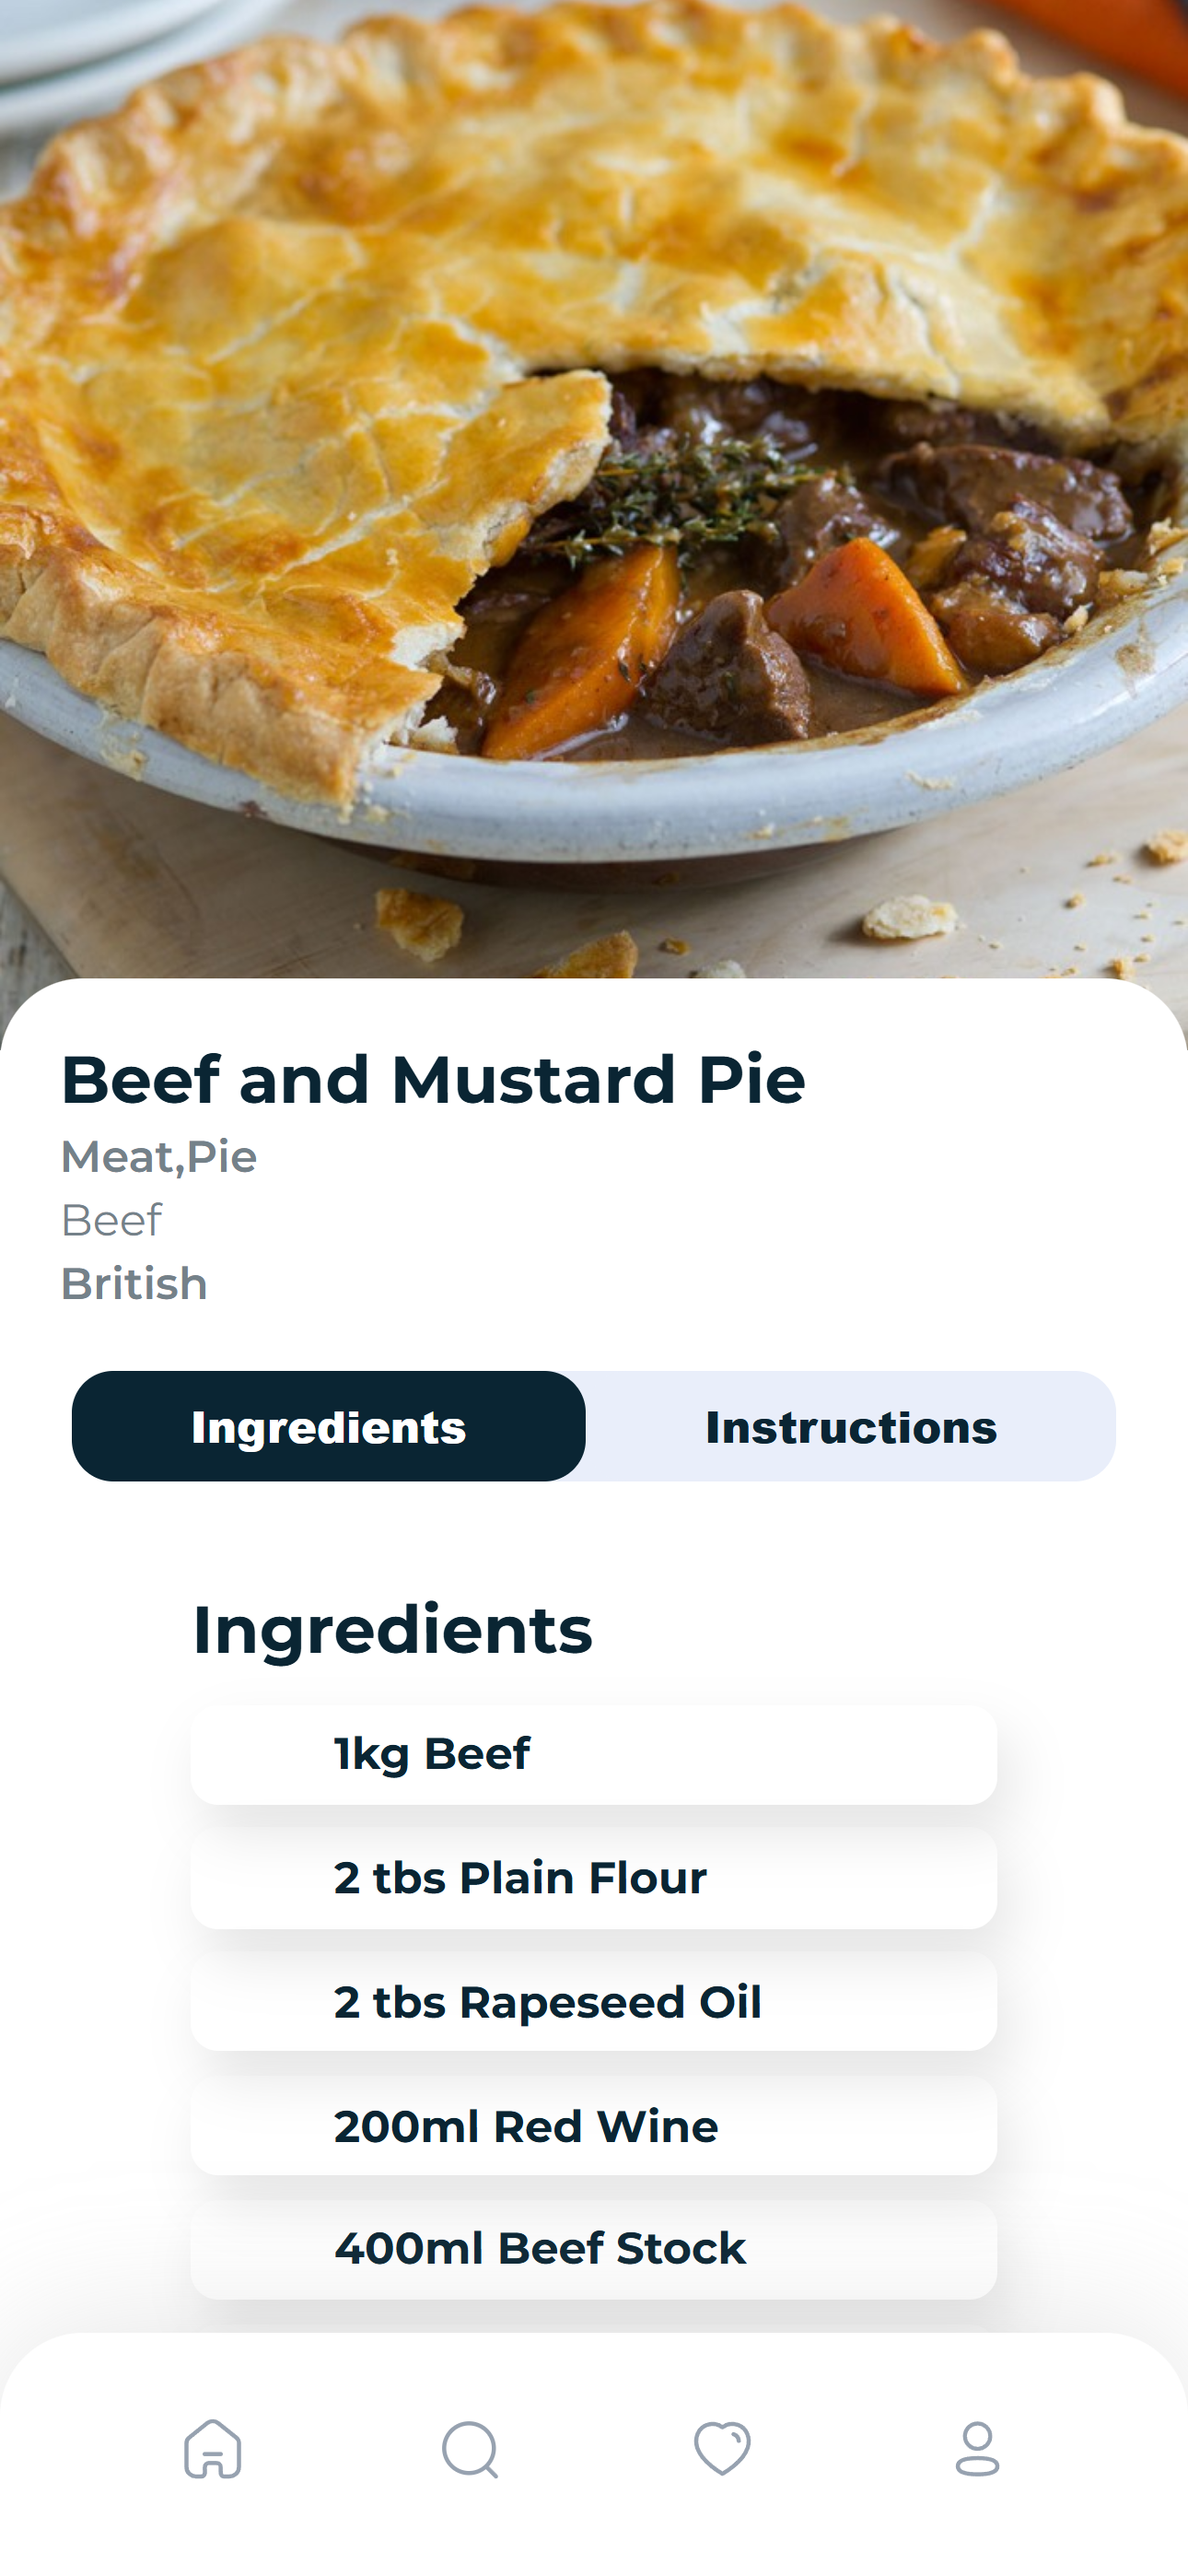 Beef and Mustard Pie
Meat,Pie
Beef
British
Ingredients
Instructions
Ingredients
1kg Beef
2 tbs Plain Flour
2 tbs Rapeseed Oil
200ml Red Wine
400ml Beef Stock